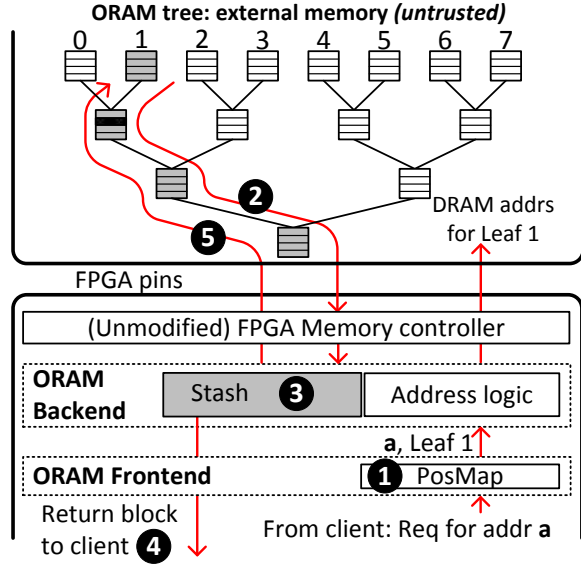 ORAM tree: external memory (untrusted)
0 1 2 3 4 5 6 7
2
5
DRAM addrs
for Leaf 1
FPGA pins
(Unmodified) FPGA Memory controller
ORAM
Backend
Stash 3
Address logic
a, Leaf 1
ORAM Frontend
1 PosMap
Return block
to client 4
From client: Req for addr a